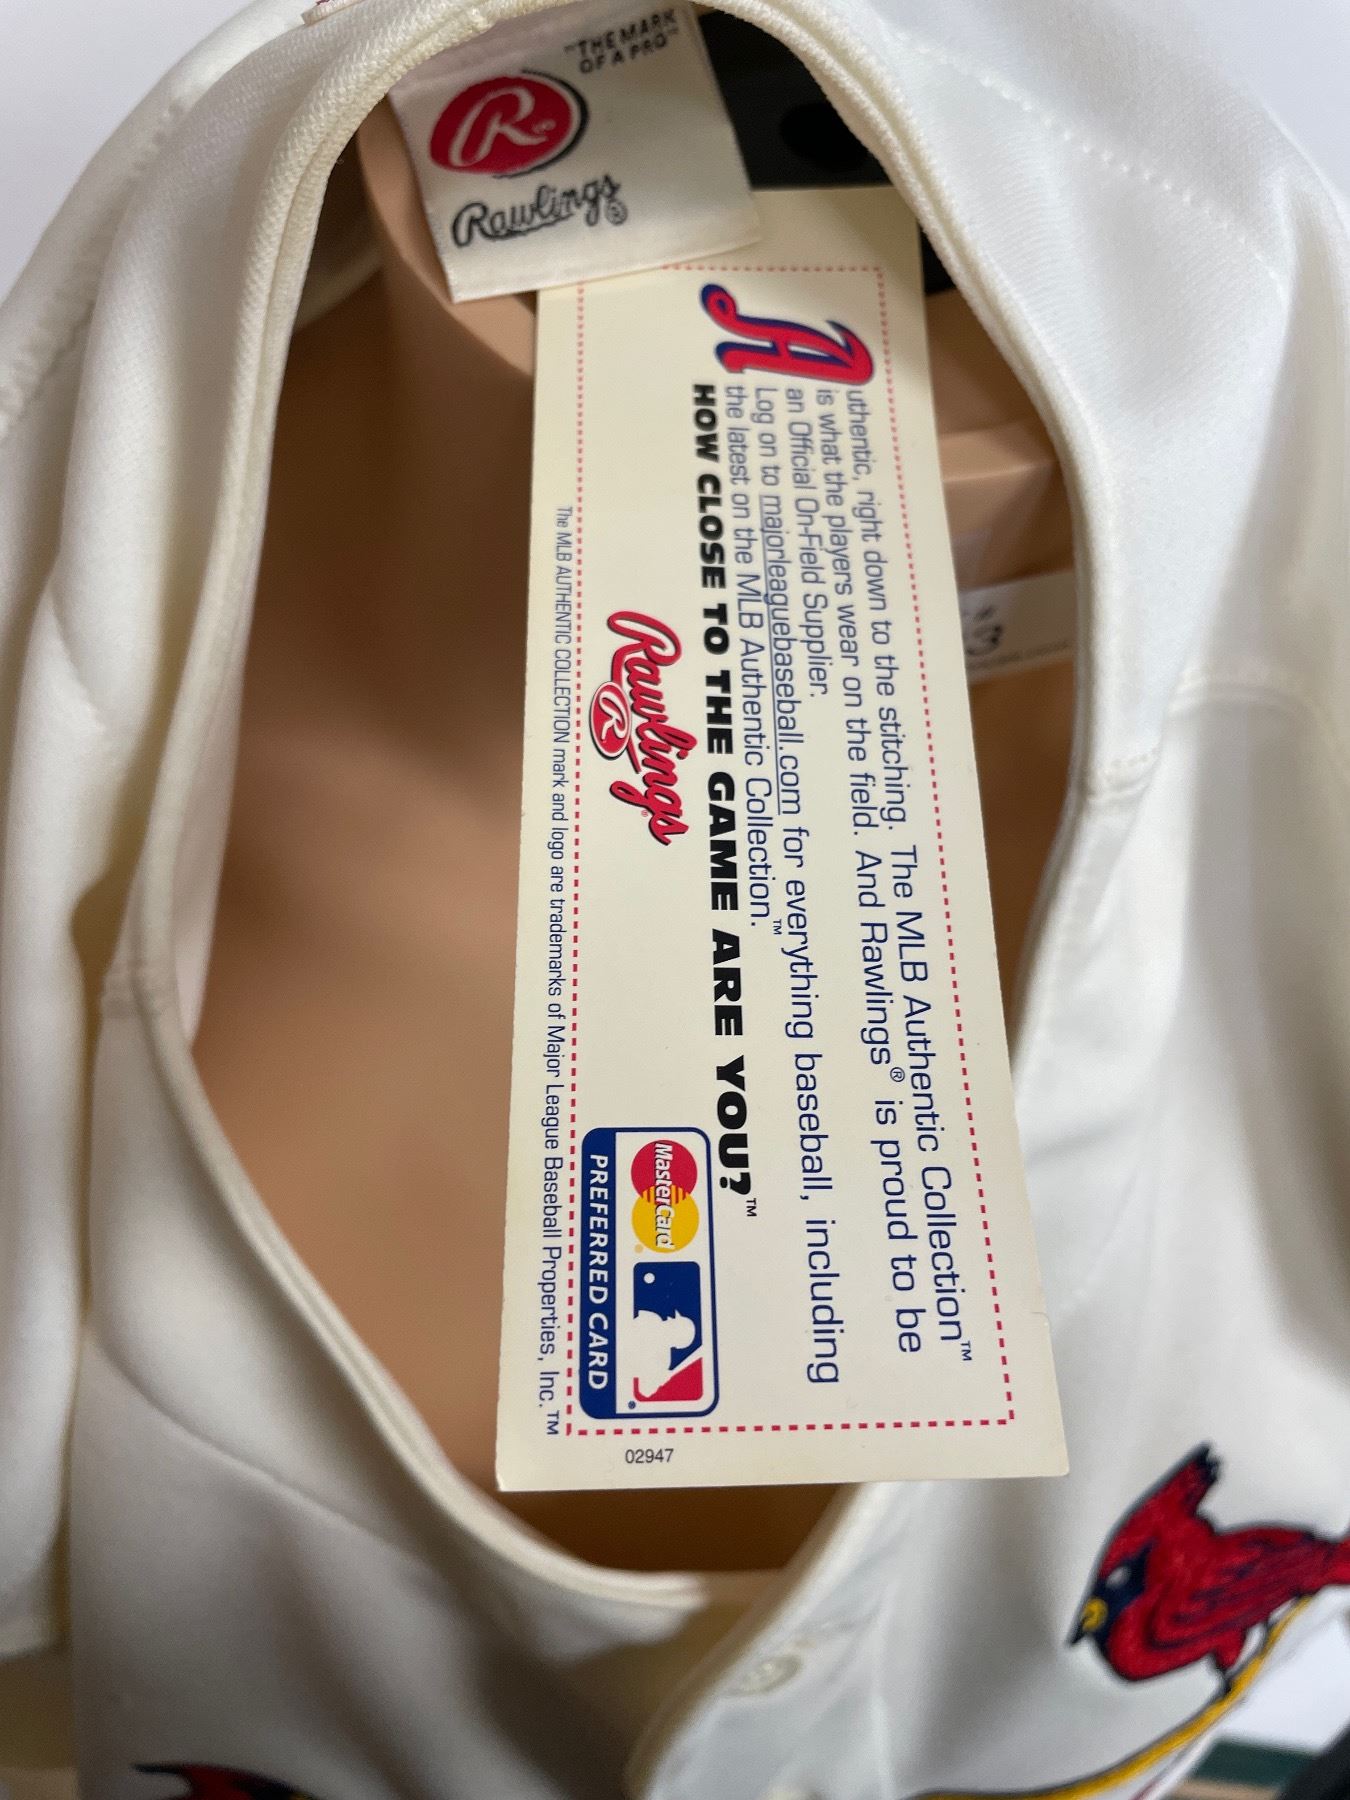 "THE MARK
OF A PRO"
R
Rawlings®
Authentic, right down to the stitching. The MLB Authentic Collection™
is what the players wear on the field. And Rawlings® is proud to be
an Official On-Field Supplier.
Log on to majorleaguebaseball.com for everything baseball, including
the latest on the MLB Authentic Collection.™
HOW CLOSE TO THE GAME ARE YOU?™
Rawlings
R
MasterCard
PREFERRED CARD
The MLB AUTHENTIC COLLECTION mark and logo are trademarks of Major League Baseball Properties, Inc.™
02947